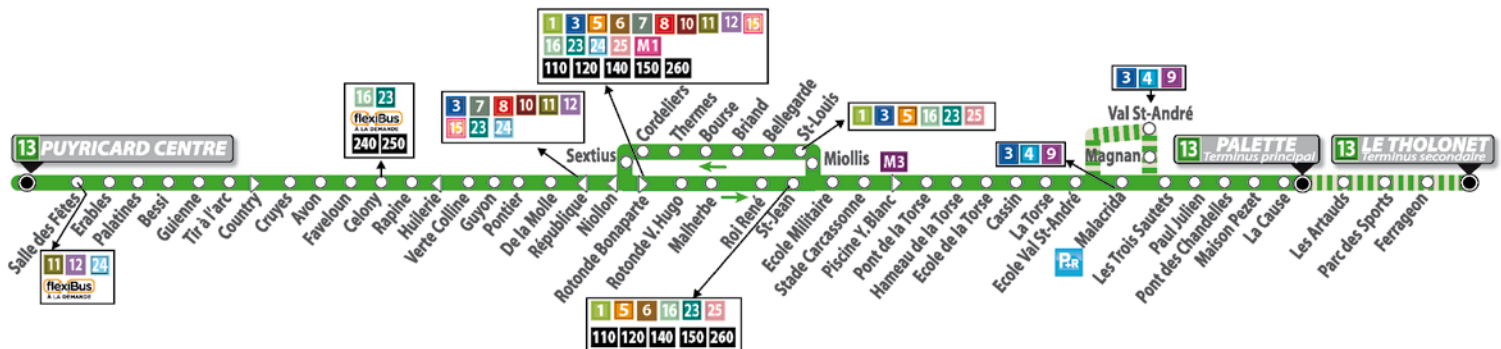 13 PUYRICARD CENTRE
Salle des Fêtes
11 12 24
flexiBus
À LA DEMANDE
Erables
Palatines
Bessi
Guienne
Tir à l'arc
Country
Cruyes
Avon
Faveloun
Celony
16 23
flexiBus
À LA DEMANDE
240 250
Rapine
Huilerie
Verte Colline
Guyon
Pontier
De la Molle
République
3 7 8 10 11 12
15 23 24
Niollon
Sextius
Cordeliers
Thermes
Bourse
Briand
Bellegarde
St-Louis
1 3 5 16 23 25
Miollis
Rotonde Bonaparte
1 3 5 6 7 8 10 11 12 15
16 23 24 25 M1
110 120 140 150 260
Rotonde V. Hugo
Malherbe
Roi René
St-Jean
1 5 6 16 23 25
110 120 140 150 260
Ecole Militaire
Stade Carcassonne
Piscine Y. Blanc
M3
Pont de la Torse
Hameau de la Torse
Ecole de la Torse
Cassin
La Torse
Ecole Val St-André
P+R
Malacrida
3 4 9
Magnan
Val St-André
3 4 9
Les Trois Sautets
Paul Julien
Pont des Chandelles
Maison Pezet
La Cause
13 PALETTE
Terminus principal
Les Artauds
Parc des Sports
Ferrageon
13 LE THOLONET
Terminus secondaire